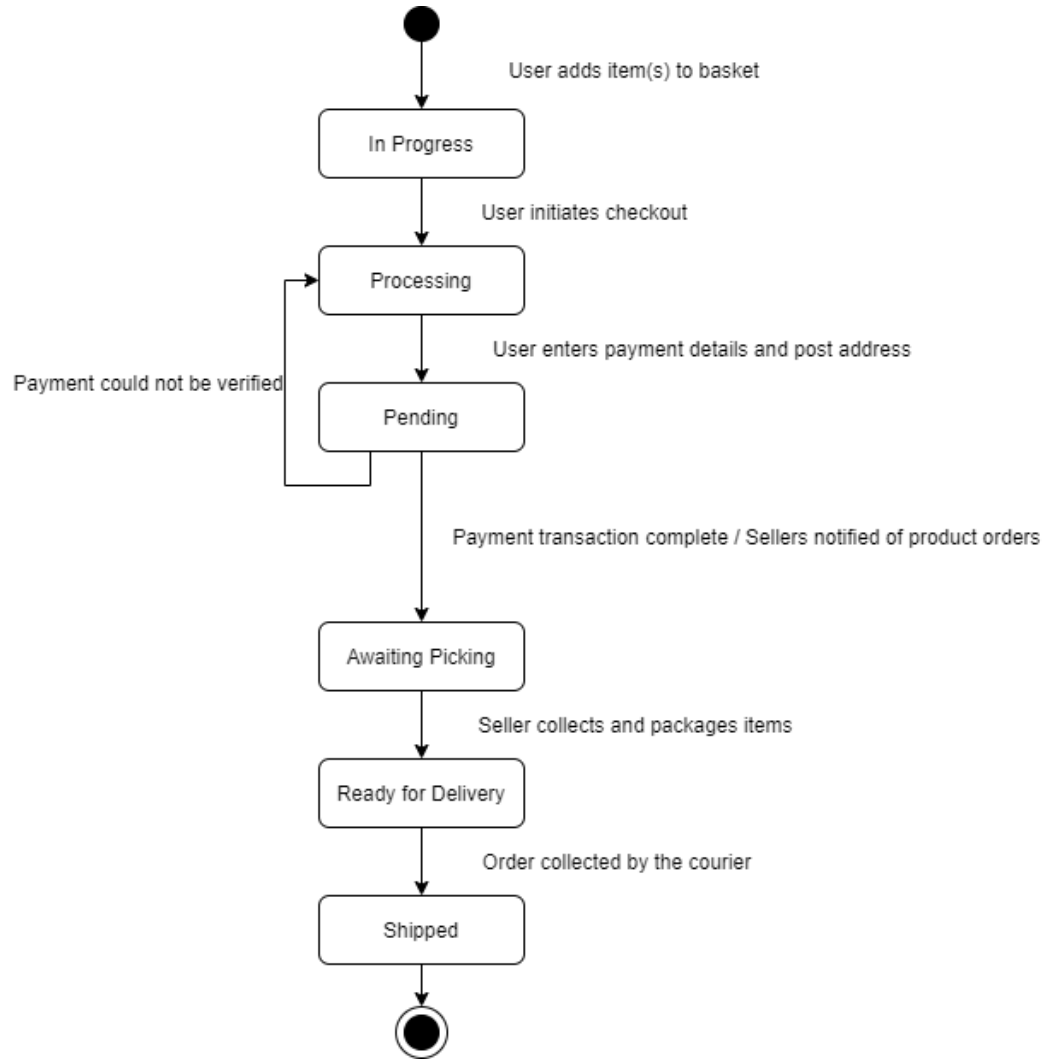 User adds item(s) to basket
In Progress
User initiates checkout
Processing
User enters payment details and post address
Payment could not be verified
Pending
Payment transaction complete / Sellers notified of product orders
Awaiting Picking
Seller collects and packages items
Ready for Delivery
Order collected by the courier
Shipped